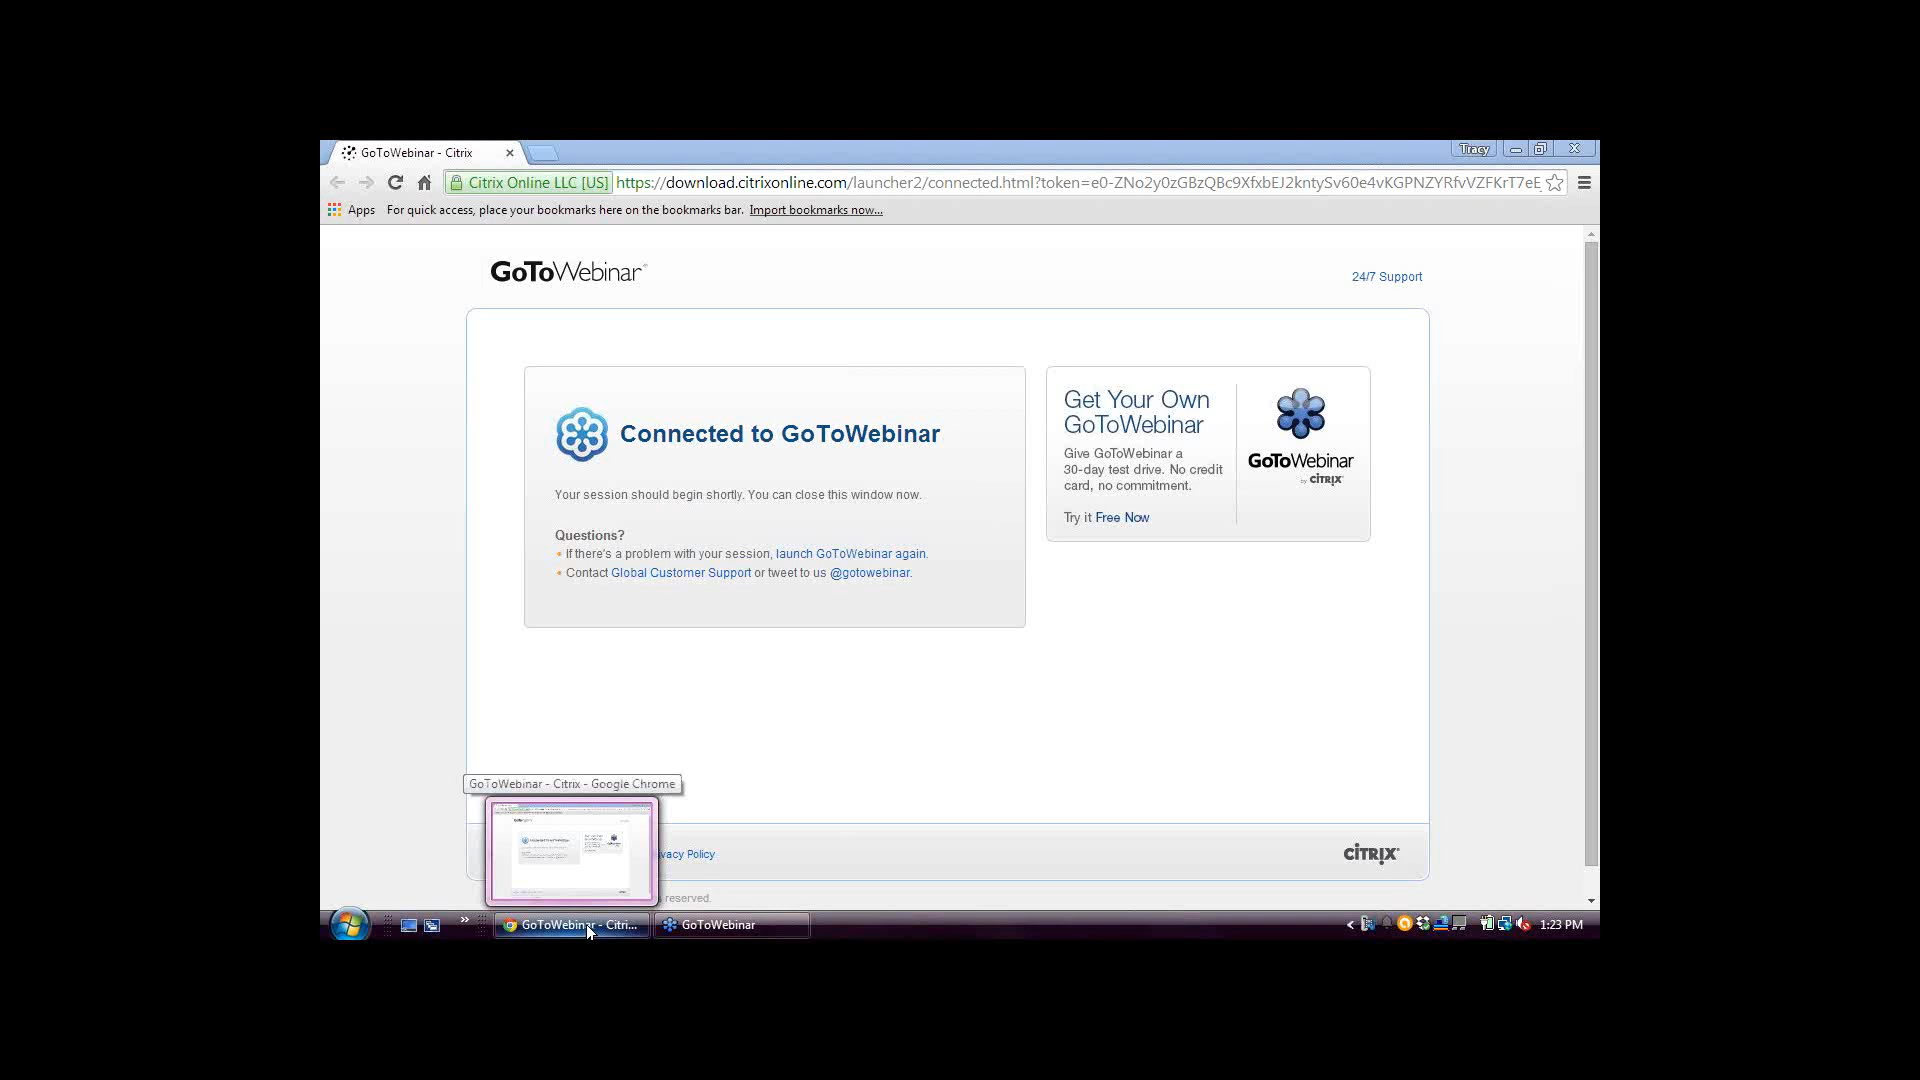 GoToWebinar - Citrix
Tracy
Citrix Online LLC [US] https://download.citrixonline.com/launcher2/connected.html?token=e0-ZNo2y0zGBzQBc9XfxbEJ2kntySv60e4vKGPNZYRfvVZFKrT7eE
Apps For quick access, place your bookmarks here on the bookmarks bar. Import bookmarks now...
GoToWebinar
24/7 Support
Connected to GoToWebinar
Your session should begin shortly. You can close this window now.
Questions?
• If there's a problem with your session, launch GoToWebinar again.
• Contact Global Customer Support or tweet to us @gotowebinar.
Get Your Own
GoToWebinar
Give GoToWebinar a
30-day test drive. No credit
card, no commitment.
Try it Free Now
GoToWebinar
by CITRIX
GoToWebinar - Citrix - Google Chrome
ivacy Policy
CITRIX
reserved.
GoToWebinar - Citri...
GoToWebinar
1:23 PM